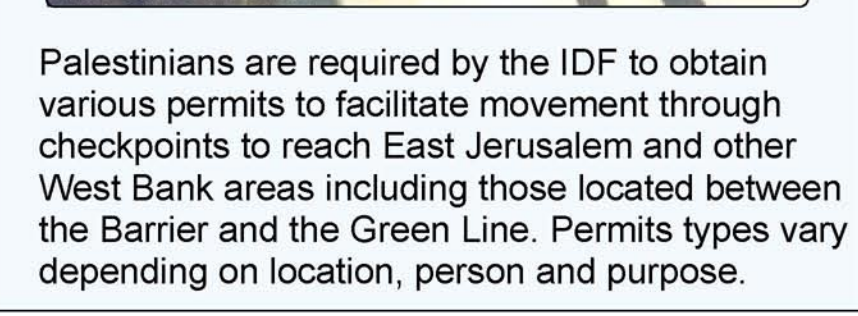 Palestinians are required by the IDF to obtain
various permits to facilitate movement through
checkpoints to reach East Jerusalem and other
West Bank areas including those located between
the Barrier and the Green Line. Permits types vary
depending on location, person and purpose.